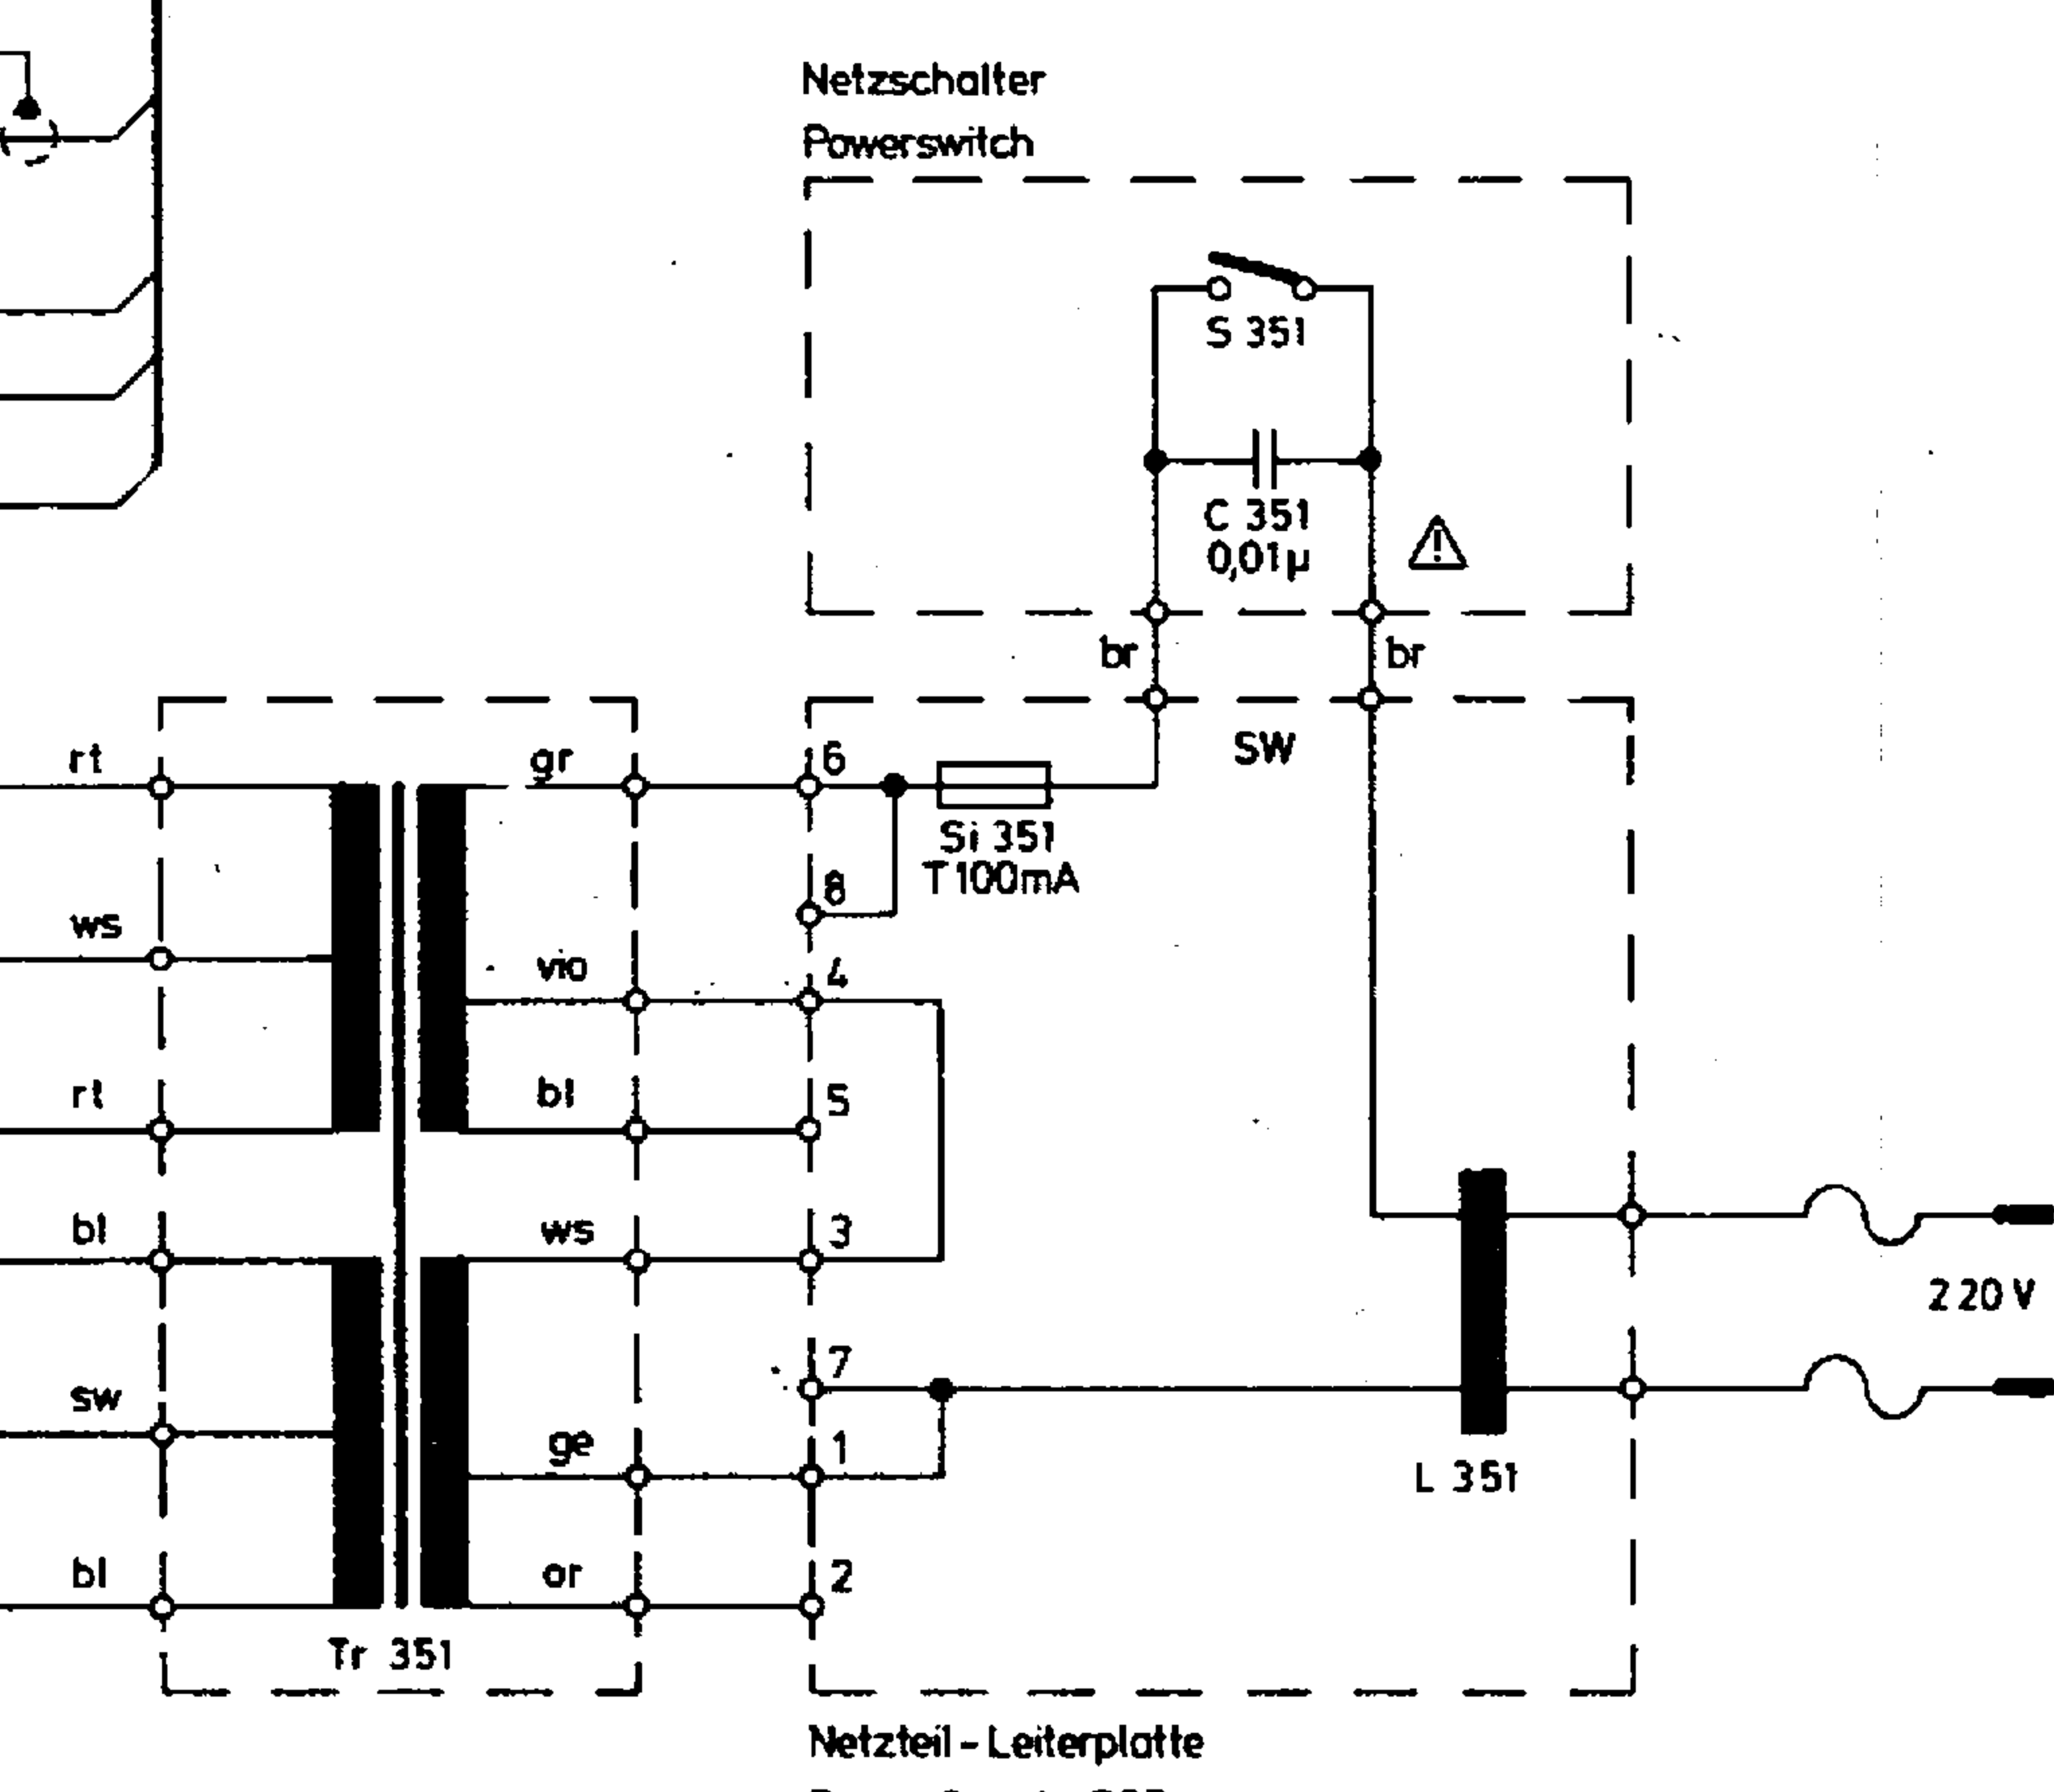 Netzschalter
Powerswitch
S 351
C 351
0,01µ
br
br
SW
rt
gr
6
Si 351
T100mA
8
ws
vio
4
rt
bl
5
bl
ws
3
220 V
7
sw
ge
1
L 351
bl
or
2
Tr 351
Netzteil-Leiterplatte